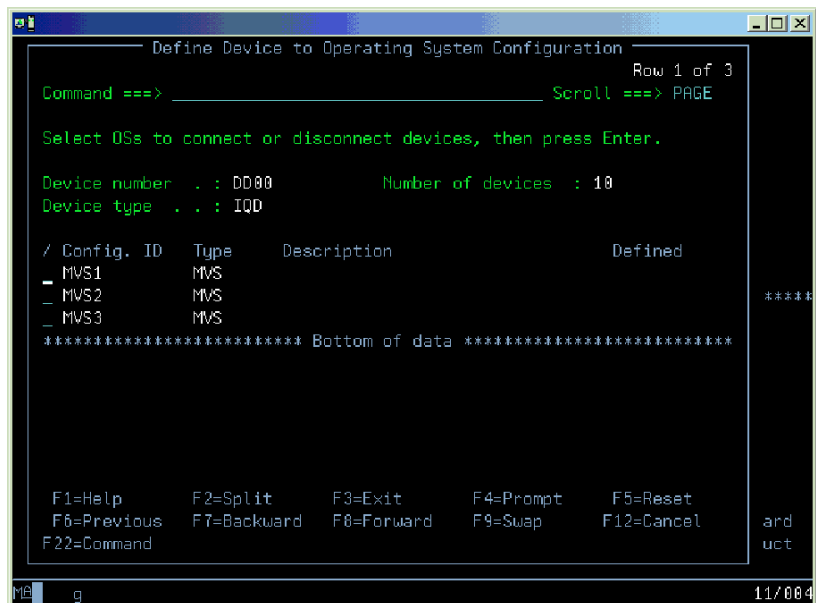 Define Device to Operating System Configuration
Row 1 of 3
Command ===> ______________________________________ Scroll ===> PAGE
Select OSs to connect or disconnect devices, then press Enter.
Device number . : DD00 Number of devices : 10
Device type . . : IQD
/ Config. ID Type Description Defined
_ MVS1 MVS
_ MVS2 MVS
*****
_ MVS3 MVS
************************** Bottom of data ***************************
F1=Help F2=Split F3=Exit F4=Prompt F5=Reset
F6=Previous F7=Backward F8=Forward F9=Swap F12=Cancel
ard
F22=Command
uct
MA g 11/004